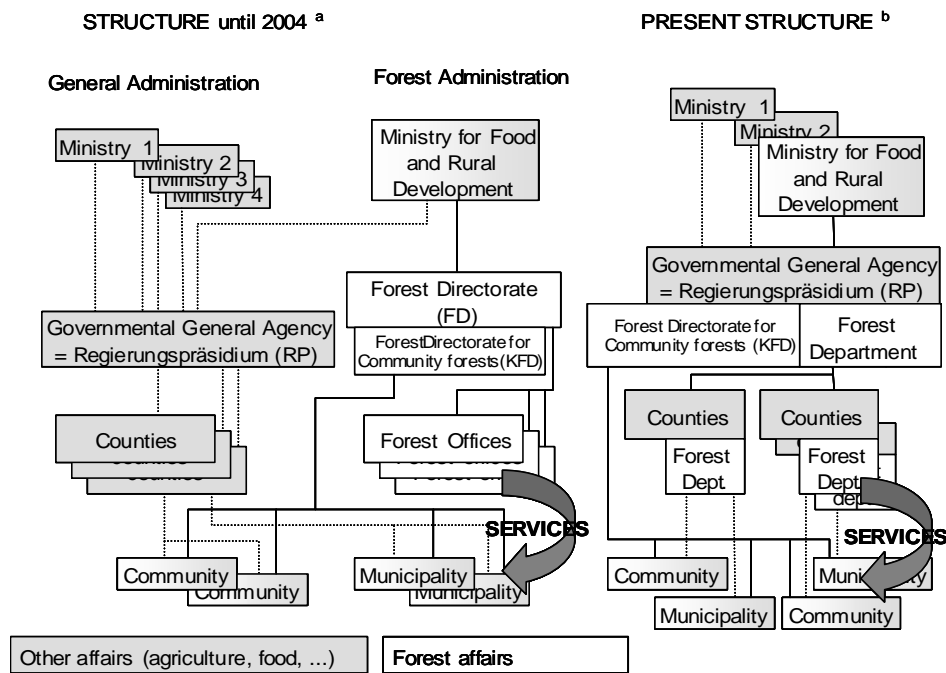 STRUCTURE until 2004 a
General Administration
Forest Administration
Ministry 1
Ministry 2
Ministry 3
Ministry 4
Ministry for Food
and Rural
Development
Forest Directorate
(FD)
ForestDirectorate for
Community forests(KFD)
Governmental General Agency
= Regierungspräsidium (RP)
Counties
Counties
Forest Offices
SERVICES
Community
Community
Municipality
Municipality
PRESENT STRUCTURE b
Ministry 1
Ministry 2
Ministry for Food
and Rural
Development
Governmental General Agency
= Regierungspräsidium (RP)
Forest Directorate for
Community forests (KFD)
Forest
Department
Counties
Forest
Dept.
Counties
Forest
Dept.
dep
SERVICES
Community
Municipality
Municipality
Community
Other affairs (agriculture, food, ...)
Forest affairs